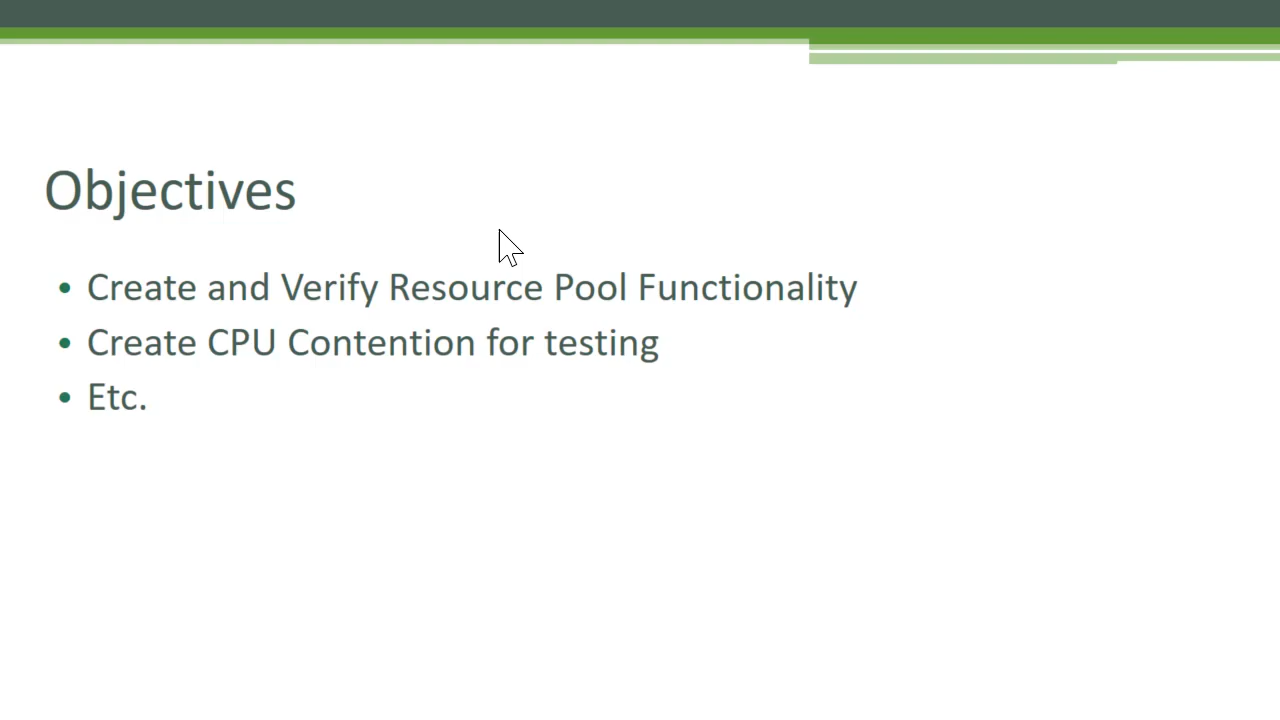 Objectives
• Create and Verify Resource Pool Functionality
• Create CPU Contention for testing
• Etc.